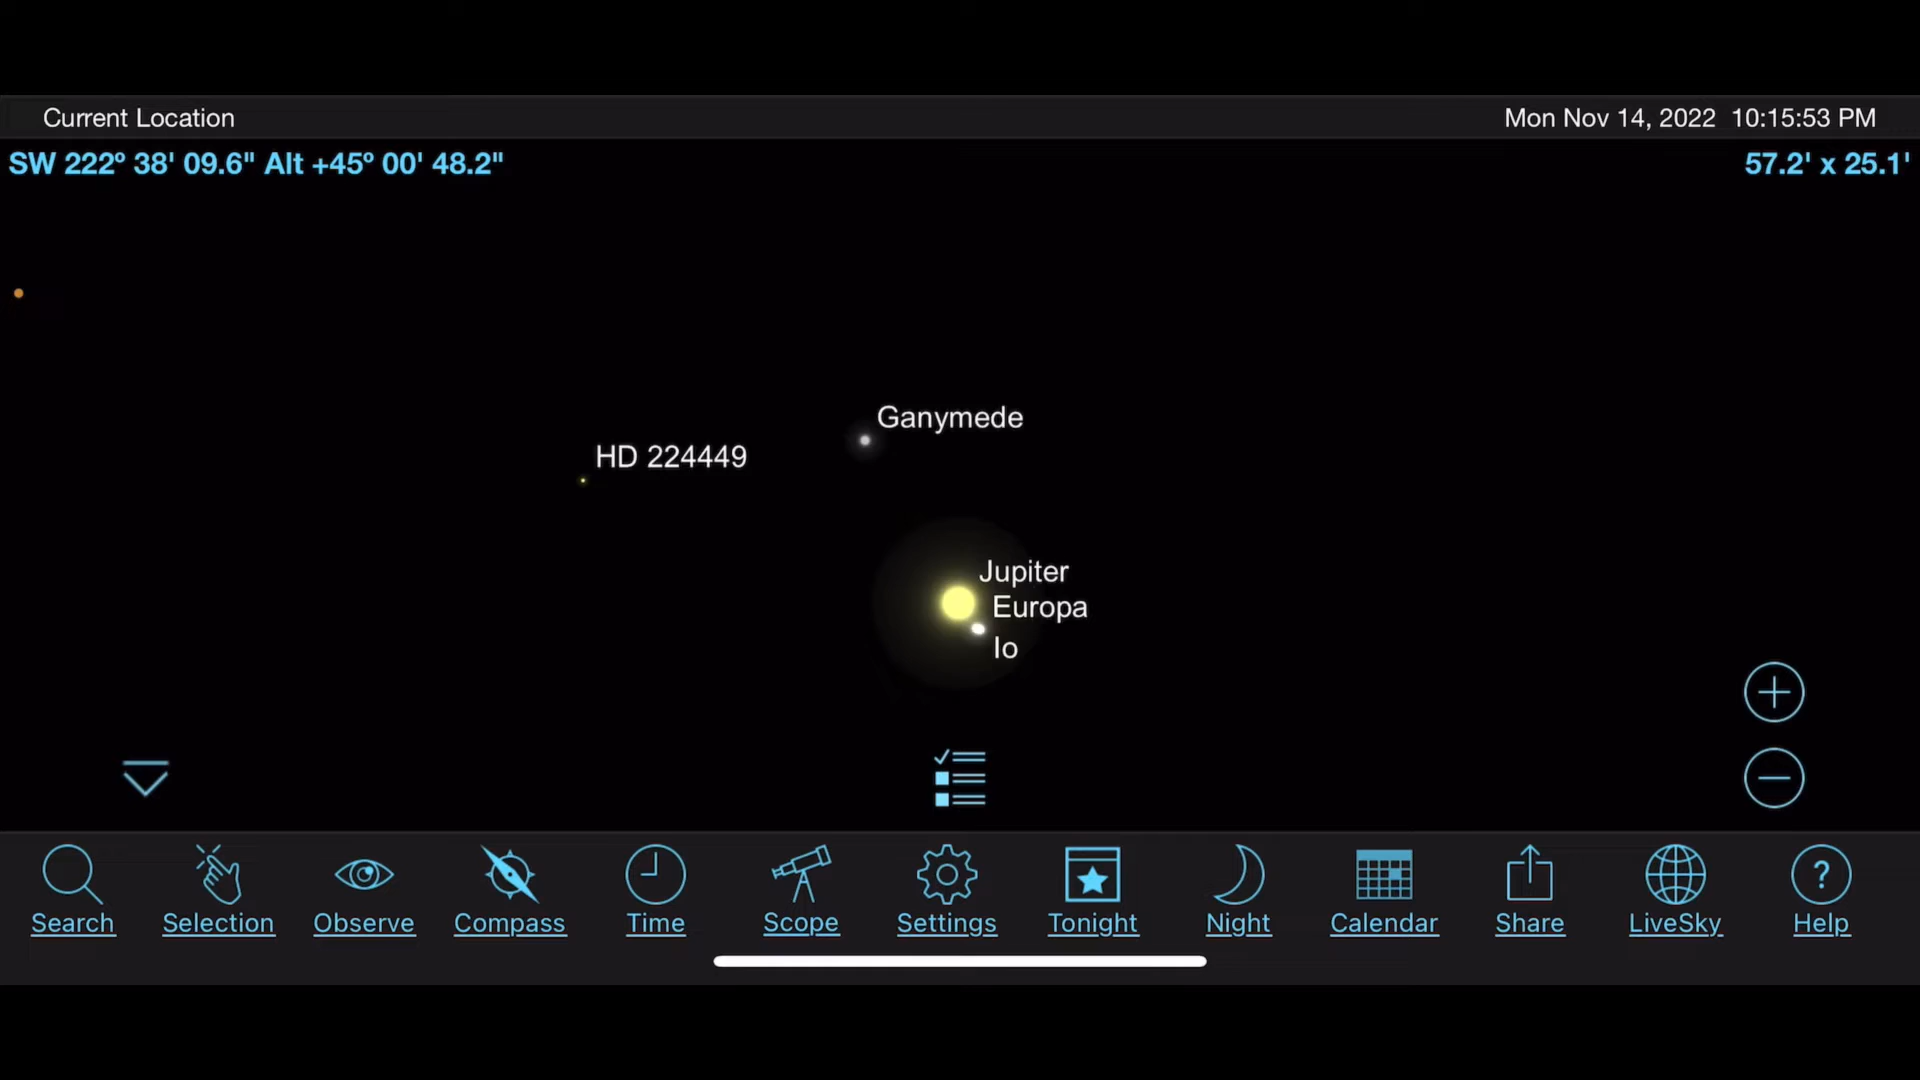 Current Location
Mon Nov 14, 2022 10:15:53 PM
SW 222º 38' 09.6" Alt +45º 00' 48.2"
57.2' x 25.1'
Ganymede
HD 224449
Jupiter
Europa
Io
Search
Selection
Observe
Compass
Time
Scope
Settings
Tonight
Night
Calendar
Share
LiveSky
?
Help